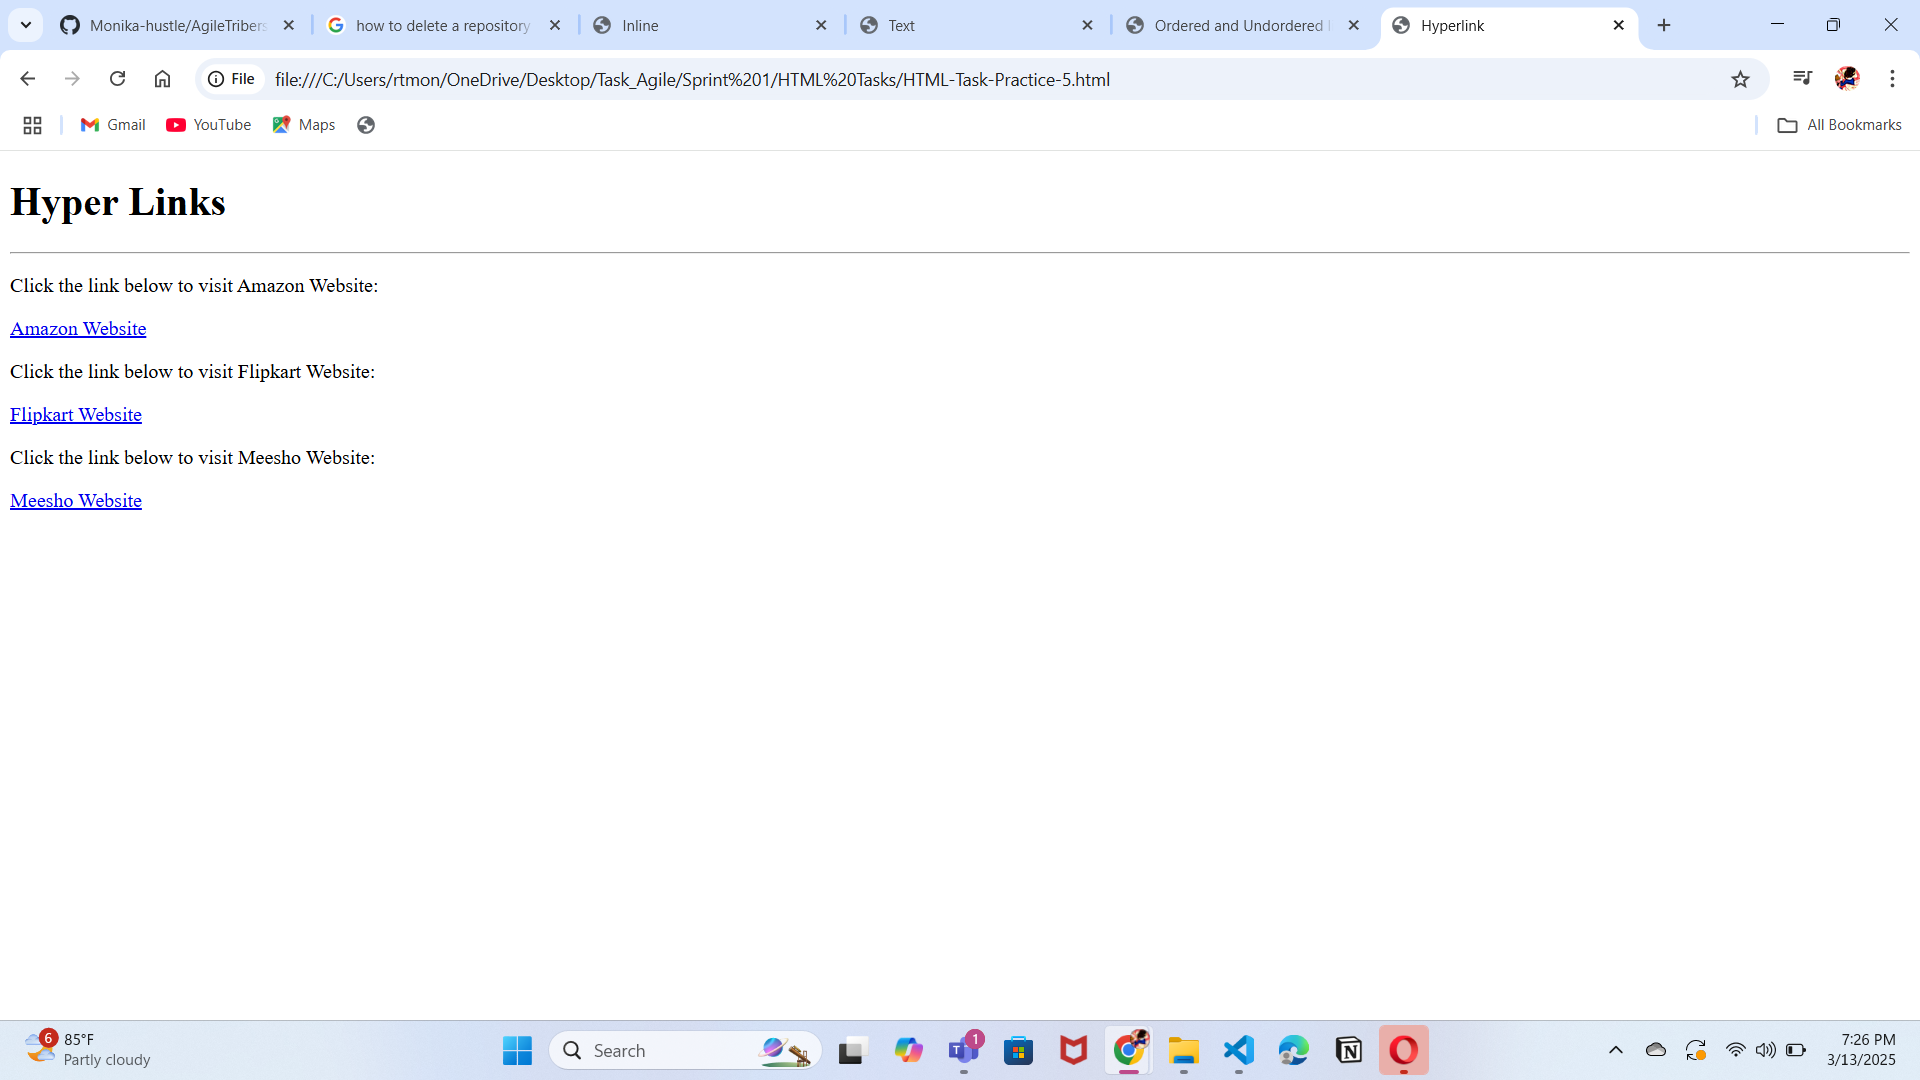 Monika-hustle/AgileTribers
how to delete a repository
Inline
Text
Ordered and Undordered
Hyperlink
File
file:///C:/Users/rtmon/OneDrive/Desktop/Task_Agile/Sprint%201/HTML%20Tasks/HTML-Task-Practice-5.html
Gmail
YouTube
Maps
All Bookmarks
Hyper Links
Click the link below to visit Amazon Website:
Amazon Website
Click the link below to visit Flipkart Website:
Flipkart Website
Click the link below to visit Meesho Website:
Meesho Website
6
85°F
Partly cloudy
Search
1
7:26 PM
3/13/2025